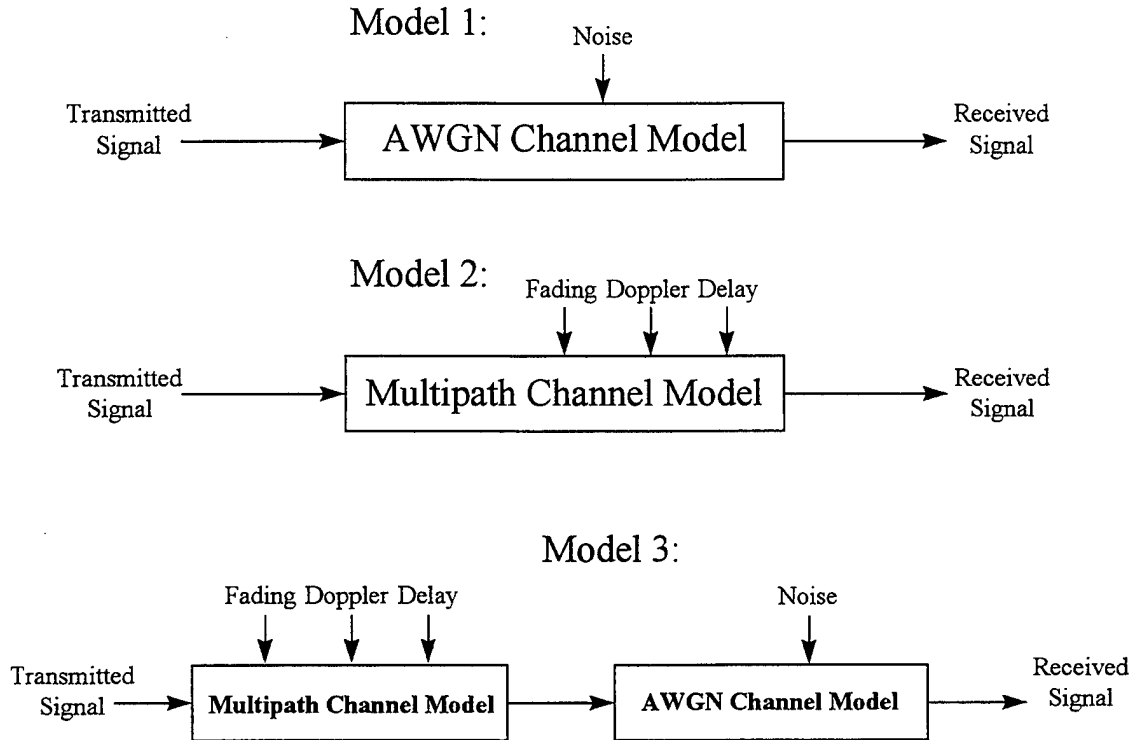 Model 1:
Noise
Transmitted
Signal
AWGN Channel Model
Received
Signal
Model 2:
Fading Doppler Delay
Transmitted
Signal
Multipath Channel Model
Received
Signal
Model 3:
Fading Doppler Delay
Noise
Transmitted
Signal
Multipath Channel Model
AWGN Channel Model
Received
Signal